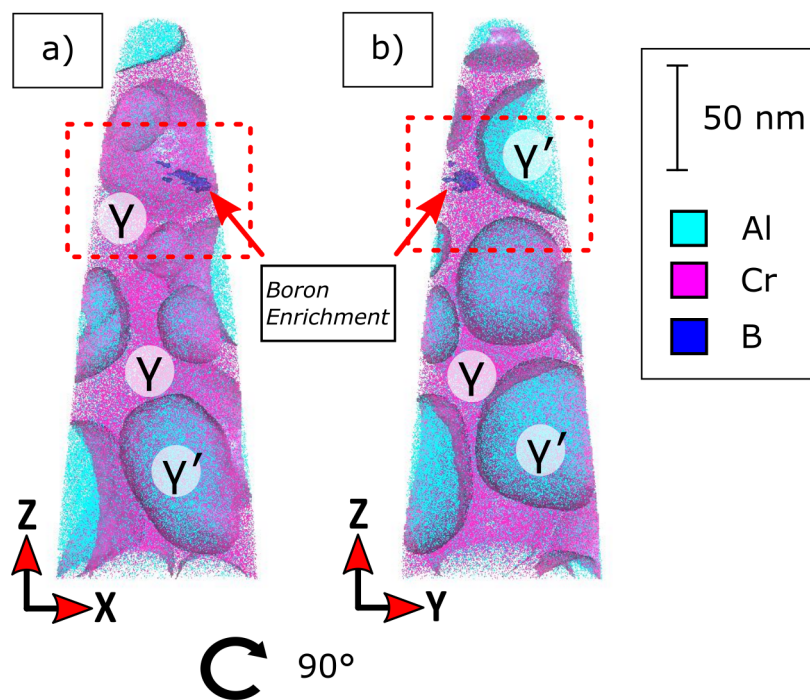 a)
b)
50 nm
Al
Cr
B
γ
γ
γ'
γ'
γ
γ'
Boron
Enrichment
Z
X
Z
Y
90°